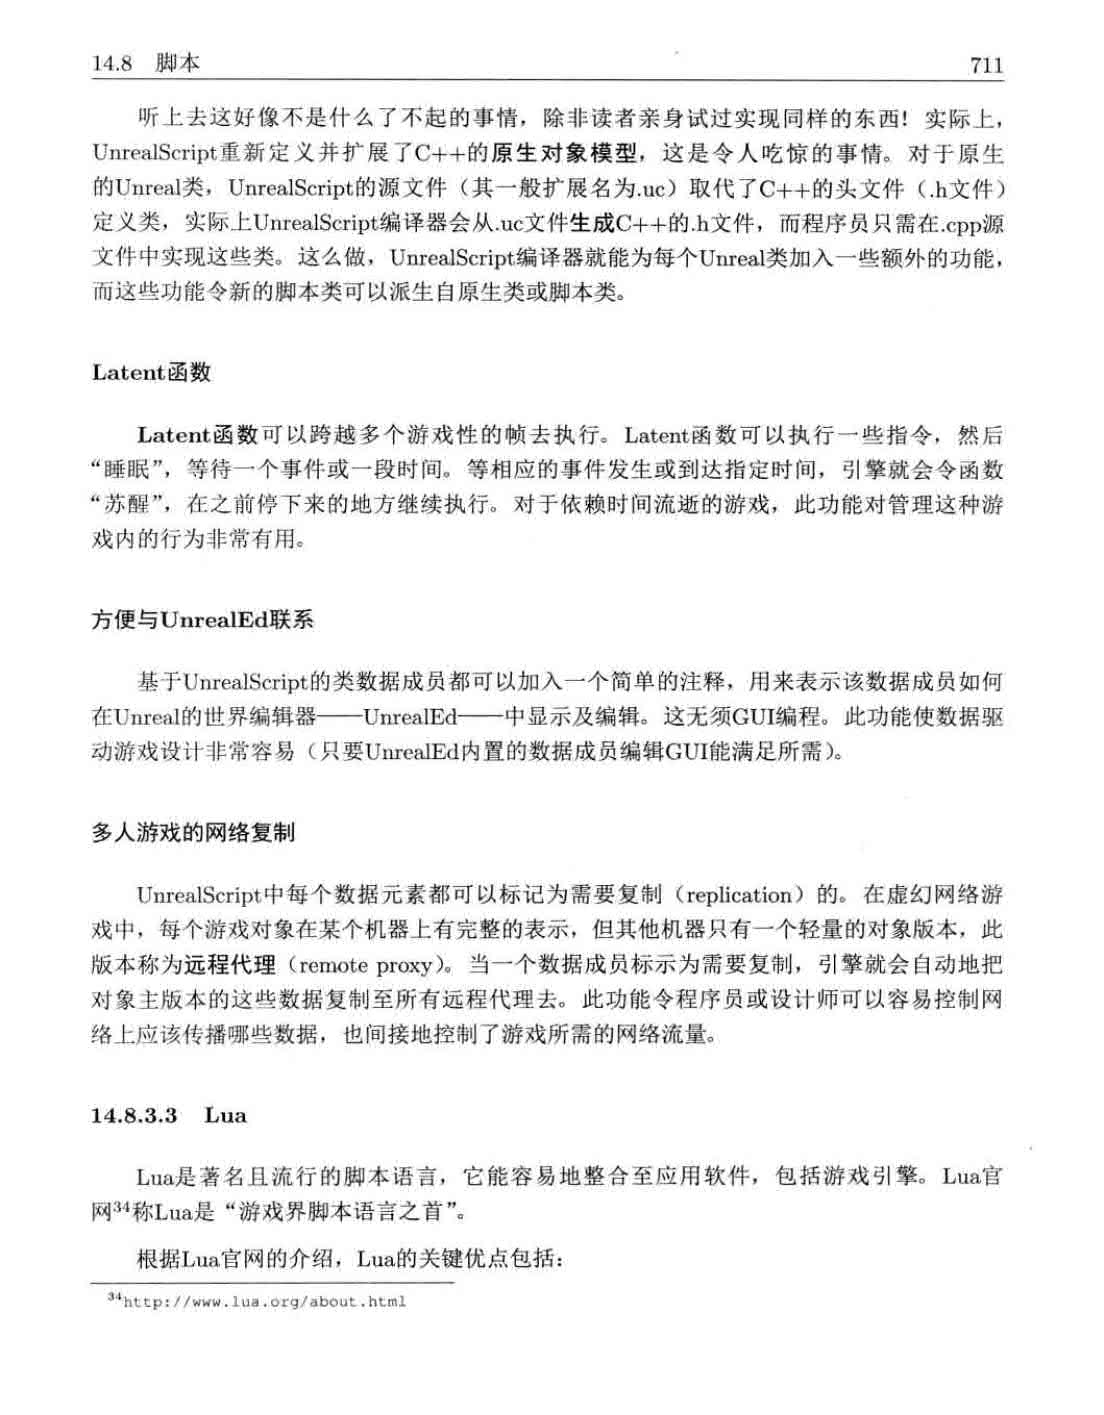 14.8 脚本 711
听上去这好像不是什么了不起的事情，除非读者亲身试过实现同样的东西！实际上，
UnrealScript重新定义并扩展了C++的原生对象模型，这是令人吃惊的事情。对于原生
的Unreal类，UnrealScript的源文件（其一般扩展名为.uc）取代了C++的头文件（.h文件）
定义类，实际上UnrealScript编译器会从.uc文件生成C++的.h文件，而程序员只需在.cpp源
文件中实现这些类。这么做，UnrealScript编译器就能为每个Unreal类加入一些额外的功能，
而这些功能令新的脚本类可以派生自原生类或脚本类。
Latent函数
Latent函数可以跨越多个游戏性的帧去执行。Latent函数可以执行一些指令，然后
“睡眠”，等待一个事件或一段时间。等相应的事件发生或到达指定时间，引擎就会令函数
“苏醒”，在之前停下来的地方继续执行。对于依赖时间流逝的游戏，此功能对管理这种游
戏内的行为非常有用。
方便与UnrealEd联系
基于UnrealScript的类数据成员都可以加入一个简单的注释，用来表示该数据成员如何
在Unreal的世界编辑器——UnrealEd——中显示及编辑。这无须GUI编程。此功能使数据驱
动游戏设计非常容易（只要UnrealEd内置的数据成员编辑GUI能满足所需）。
多人游戏的网络复制
UnrealScript中每个数据元素都可以标记为需要复制（replication）的。在虚幻网络游
戏中，每个游戏对象在某个机器上有完整的表示，但其他机器只有一个轻量的对象版本，此
版本称为远程代理（remote proxy）。当一个数据成员标示为需要复制，引擎就会自动地把
对象主版本的这些数据复制至所有远程代理去。此功能令程序员或设计师可以容易控制网
络上应该传播哪些数据，也间接地控制了游戏所需的网络流量。
14.8.3.3 Lua
Lua是著名且流行的脚本语言，它能容易地整合至应用软件，包括游戏引擎。Lua官
网34称Lua是“游戏界脚本语言之首”。
根据Lua官网的介绍，Lua的关键优点包括：
34http://www.lua.org/about.html